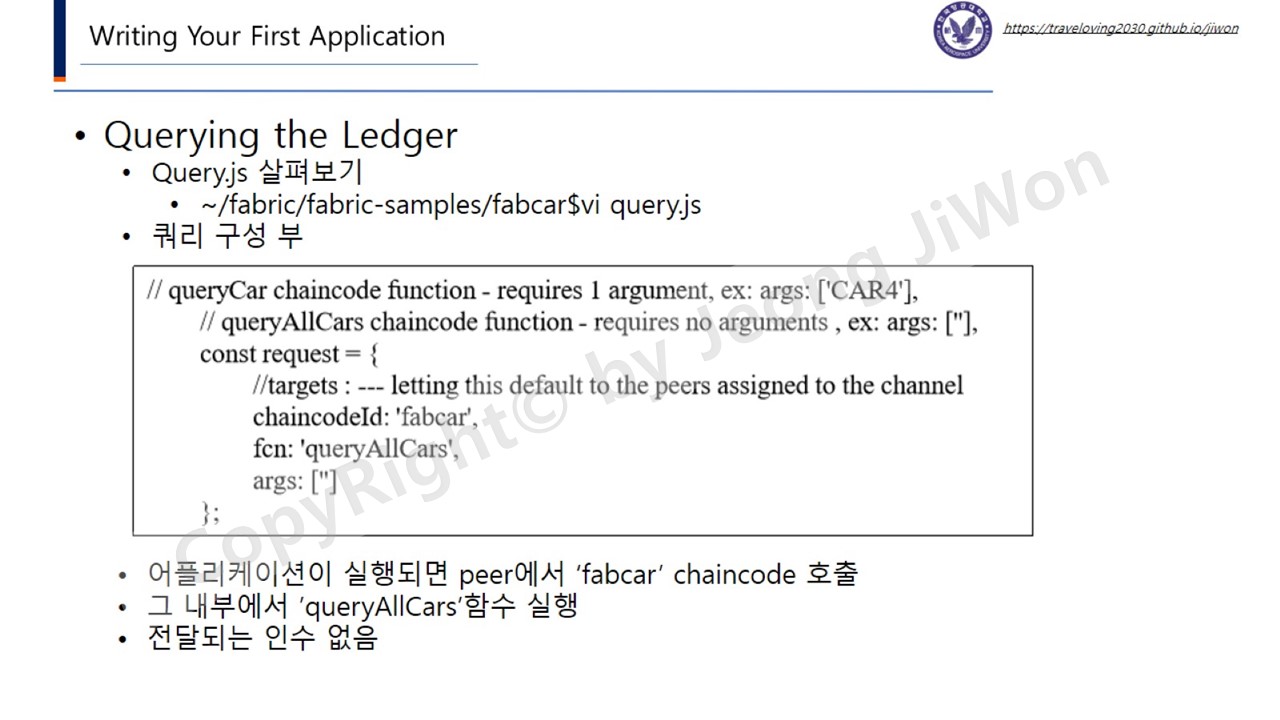 Writing Your First Application
https://traveloving2030.github.io/jiwon
• Querying the Ledger
• Query.js 살펴보기
• ~/fabric/fabric-samples/fabcar$vi query.js
• 쿼리 구성 부
// queryCar chaincode function - requires 1 argument, ex: args: ['CAR4'],
// queryAllCars chaincode function - requires no arguments , ex: args: [''],
const request = {
//targets : --- letting this default to the peers assigned to the channel
chaincodeId: 'fabcar',
fcn: 'queryAllCars',
args: ['']
};
• 어플리케이션이 실행되면 peer에서 ‘fabcar’ chaincode 호출
• 그 내부에서 ’queryAllCars’함수 실행
• 전달되는 인수 없음
CopyRight© by Jeong JiWon